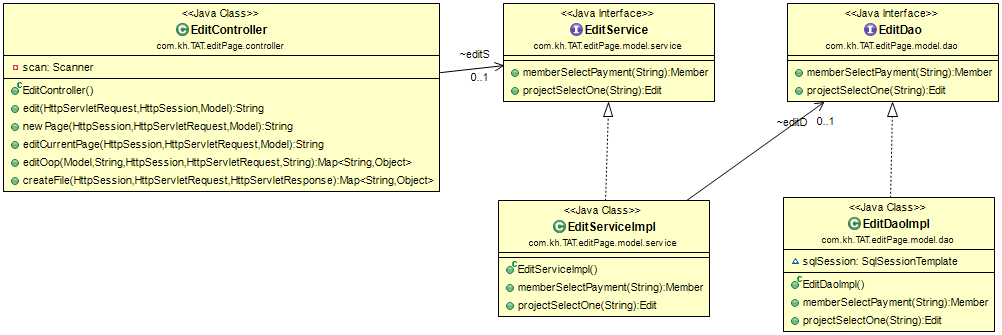 <<Java Class>>
EditController
com.kh.TAT.editPage.controller
scan: Scanner
EditController()
edit(HttpServletRequest,HttpSession,Model):String
newPage(HttpSession,HttpServletRequest,Model):String
editCurrentPage(HttpSession,HttpServletRequest,Model):String
editOop(Model,String,HttpSession,HttpServletRequest,String):Map<String,Object>
createFile(HttpSession,HttpServletRequest,HttpServletResponse):Map<String,Object>
~editS
0..1
<<Java Interface>>
EditService
com.kh.TAT.editPage.model.service
memberSelectPayment(String):Member
projectSelectOne(String):Edit
<<Java Interface>>
EditDao
com.kh.TAT.editPage.model.dao
memberSelectPayment(String):Member
projectSelectOne(String):Edit
~editD
0..1
<<Java Class>>
EditServiceImpl
com.kh.TAT.editPage.model.service
EditServiceImpl()
memberSelectPayment(String):Member
projectSelectOne(String):Edit
<<Java Class>>
EditDaoImpl
com.kh.TAT.editPage.model.dao
sqlSession: SqlSessionTemplate
EditDaoImpl()
memberSelectPayment(String):Member
projectSelectOne(String):Edit